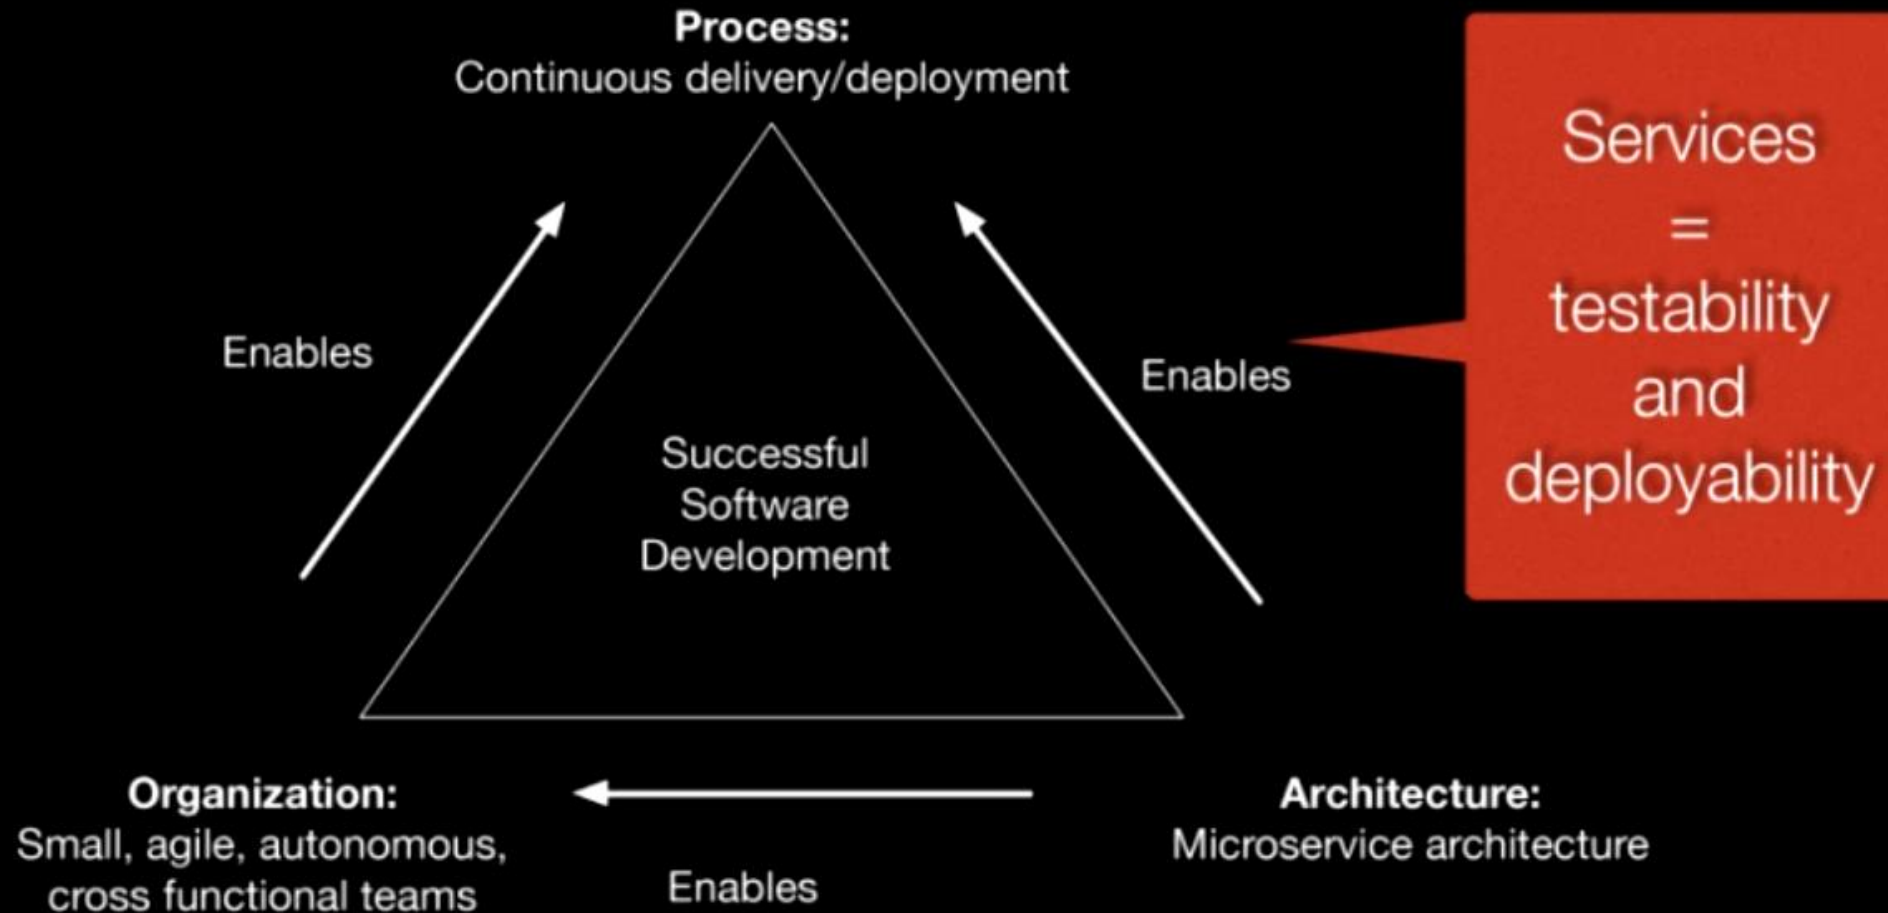 Process:
Continuous delivery/deployment
Services
=
testability
and
deployability
Enables
Enables
Successful
Software
Development
Organization:
Small, agile, autonomous,
cross functional teams
Enables
Architecture:
Microservice architecture